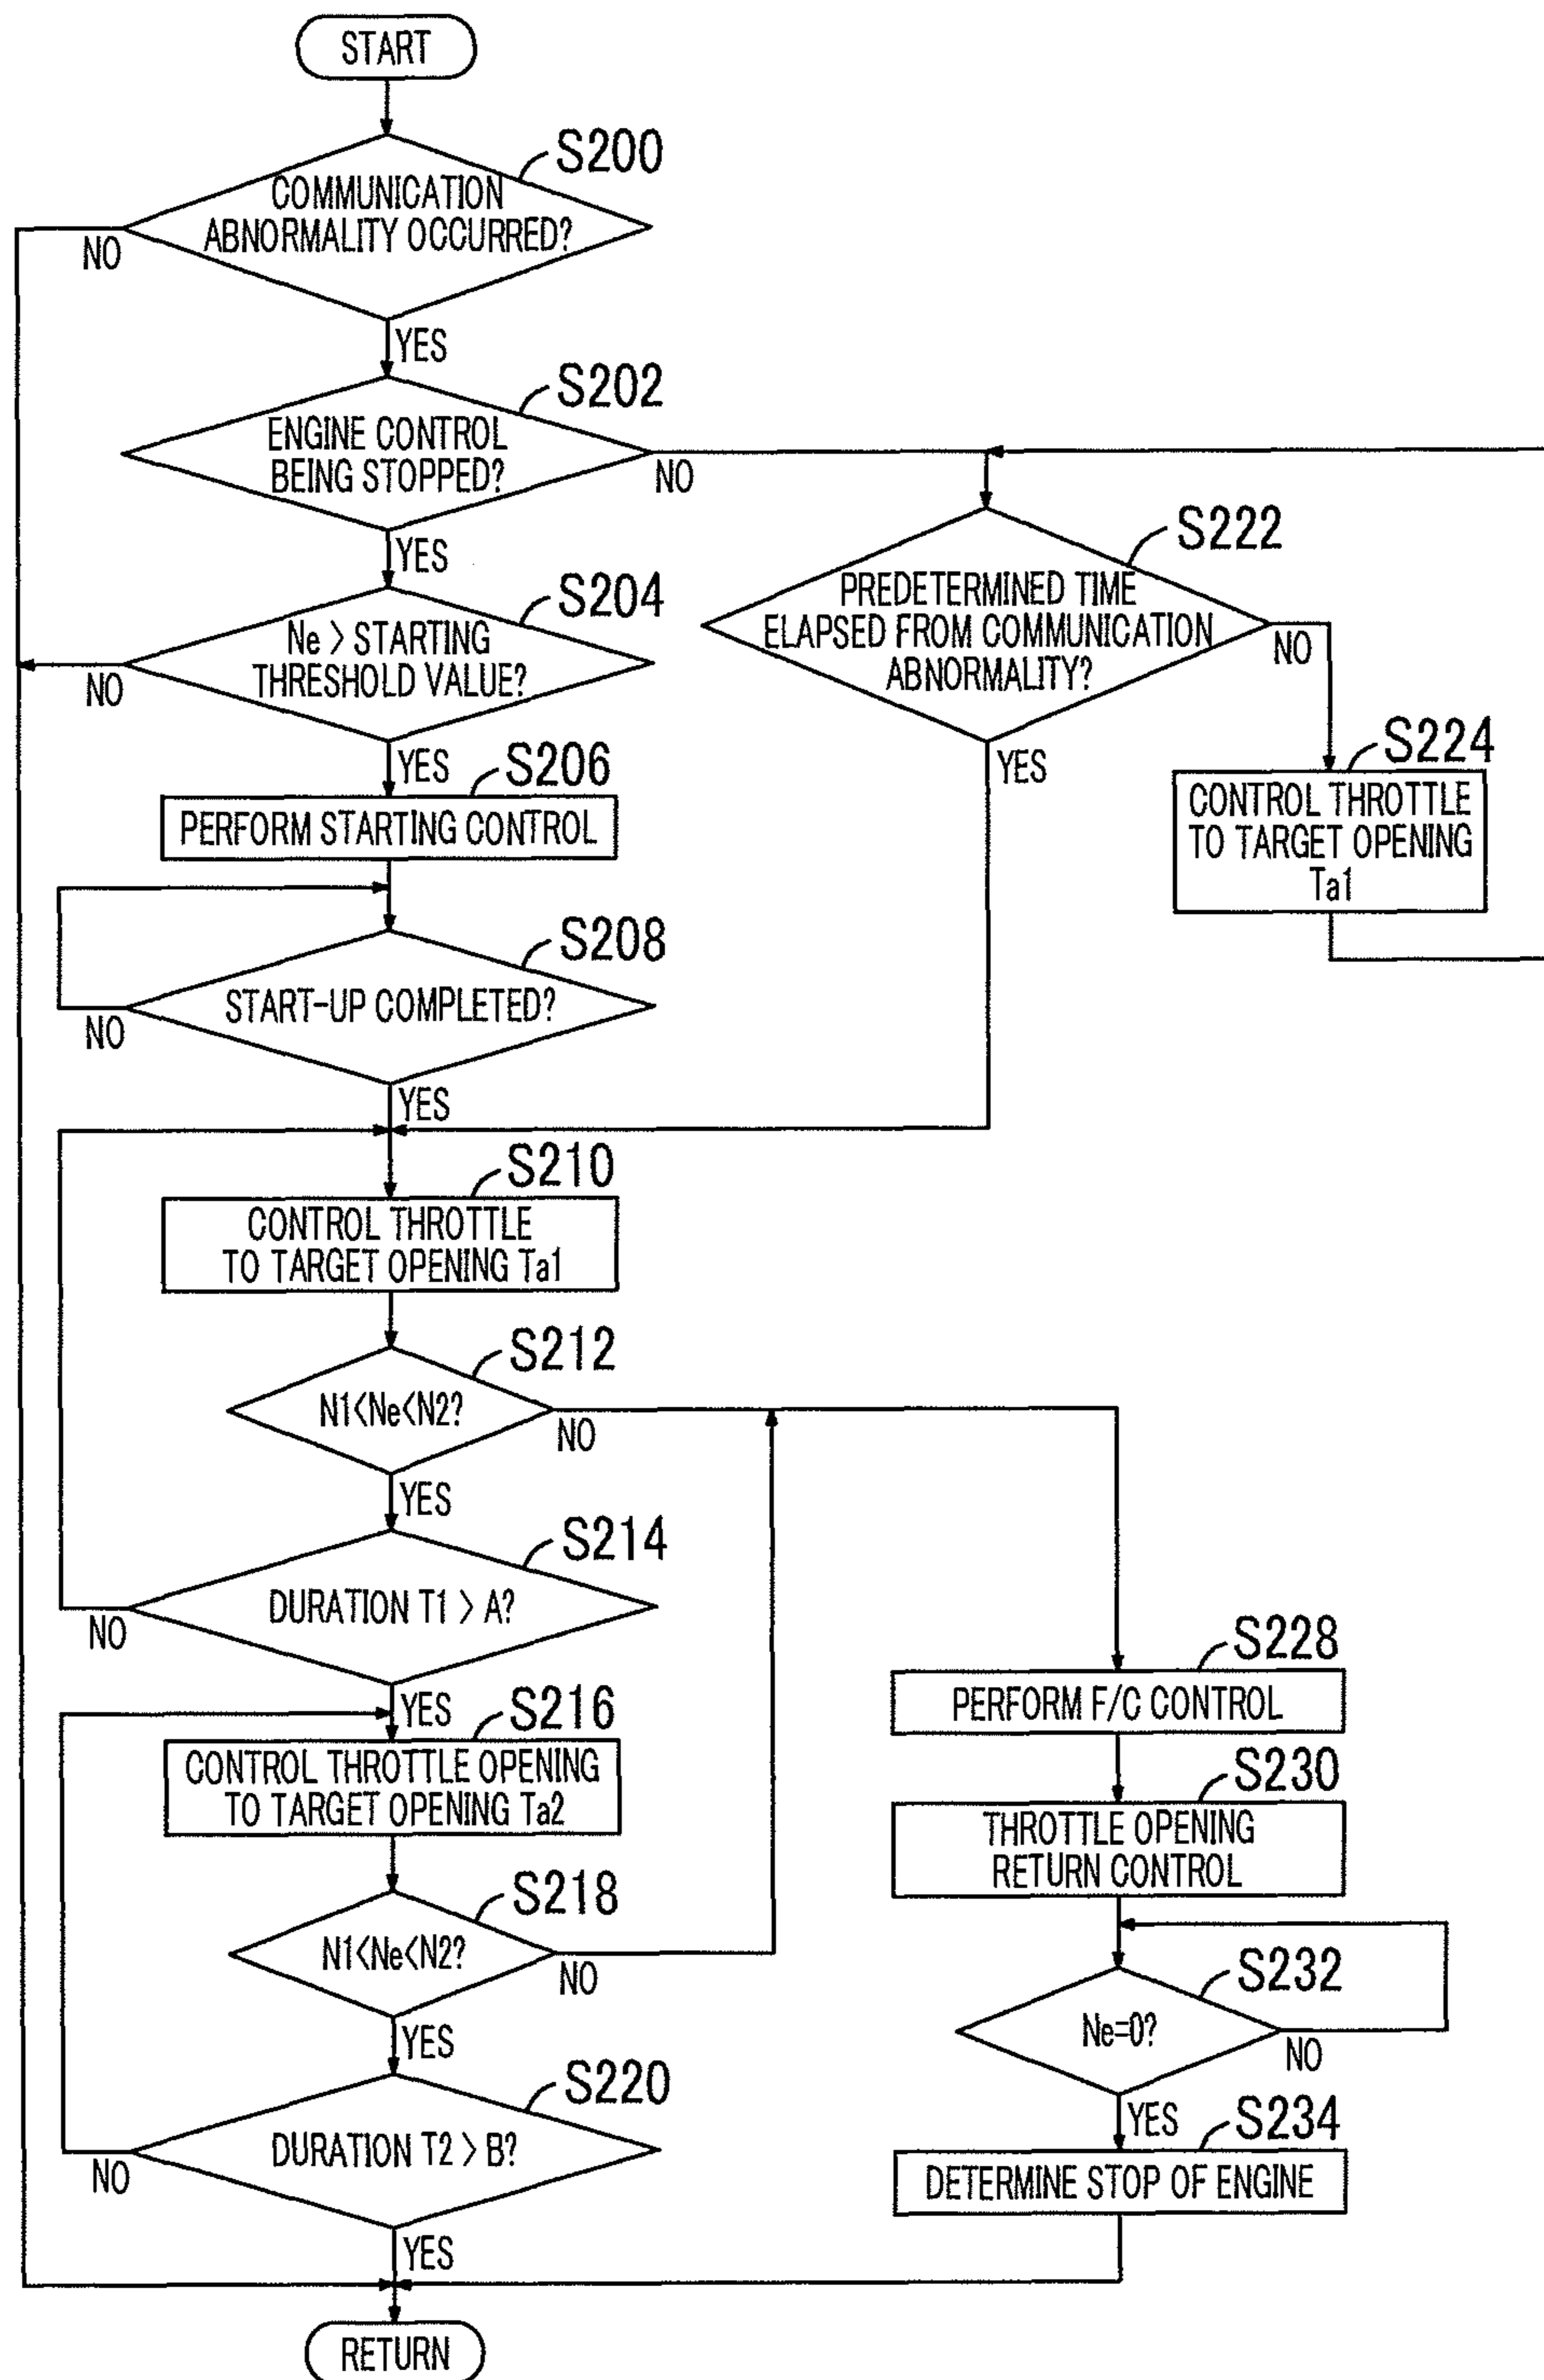 START
S200
COMMUNICATION
ABNORMALITY OCCURRED?
NO
YES
S202
ENGINE CONTROL
BEING STOPPED?
NO
YES
S204
Ne > STARTING
THRESHOLD VALUE?
NO
YES
S206
PERFORM STARTING CONTROL
S208
START-UP COMPLETED?
NO
YES
S222
PREDETERMINED TIME
ELAPSED FROM COMMUNICATION
ABNORMALITY?
NO
YES
S224
CONTROL THROTTLE
TO TARGET OPENING
Ta1
S210
CONTROL THROTTLE
TO TARGET OPENING Ta1
S212
N1<Ne<N2?
NO
YES
S214
DURATION T1 > A?
NO
YES
S216
CONTROL THROTTLE OPENING
TO TARGET OPENING Ta2
S218
N1<Ne<N2?
NO
YES
S220
DURATION T2 > B?
NO
YES
S228
PERFORM F/C CONTROL
S230
THROTTLE OPENING
RETURN CONTROL
S232
Ne=0?
NO
YES
S234
DETERMINE STOP OF ENGINE
RETURN